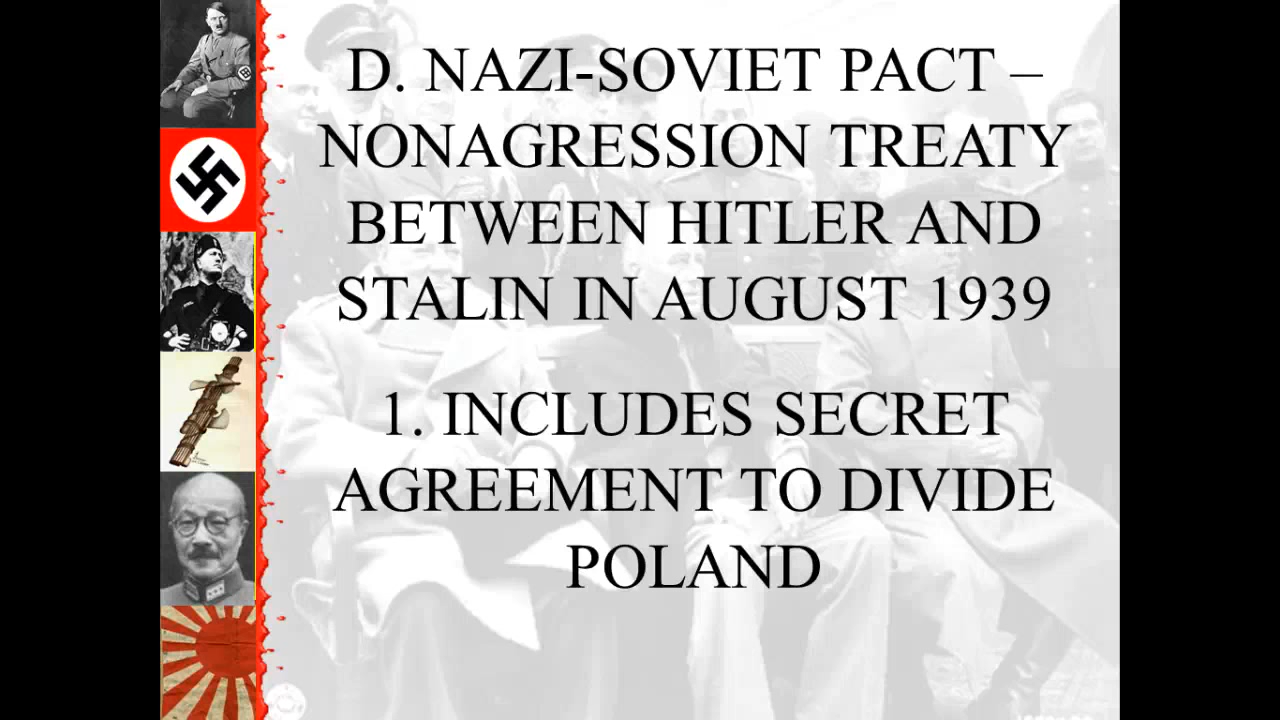 D. NAZI-SOVIET PACT –
NONAGRESSION TREATY
BETWEEN HITLER AND
STALIN IN AUGUST 1939
1. INCLUDES SECRET
AGREEMENT TO DIVIDE
POLAND